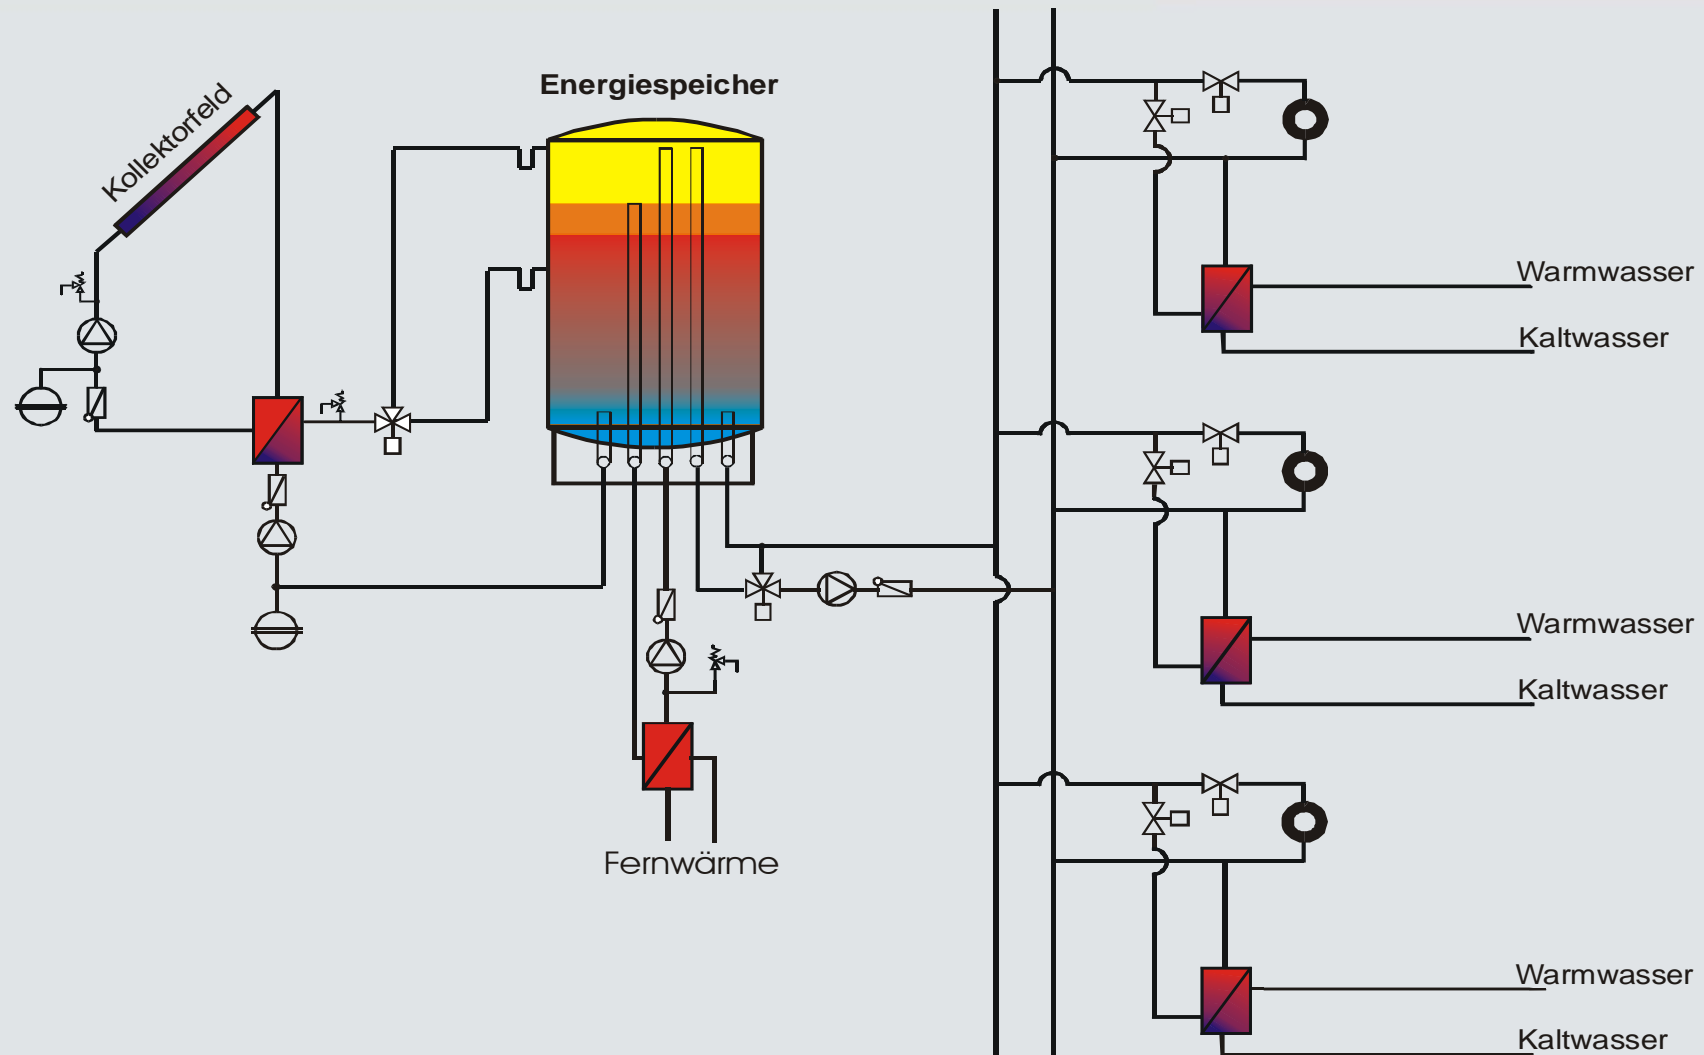 Energiespeicher
Kollektorfeld
Warmwasser
Kaltwasser
Warmwasser
Kaltwasser
Fernwärme
Warmwasser
Kaltwasser